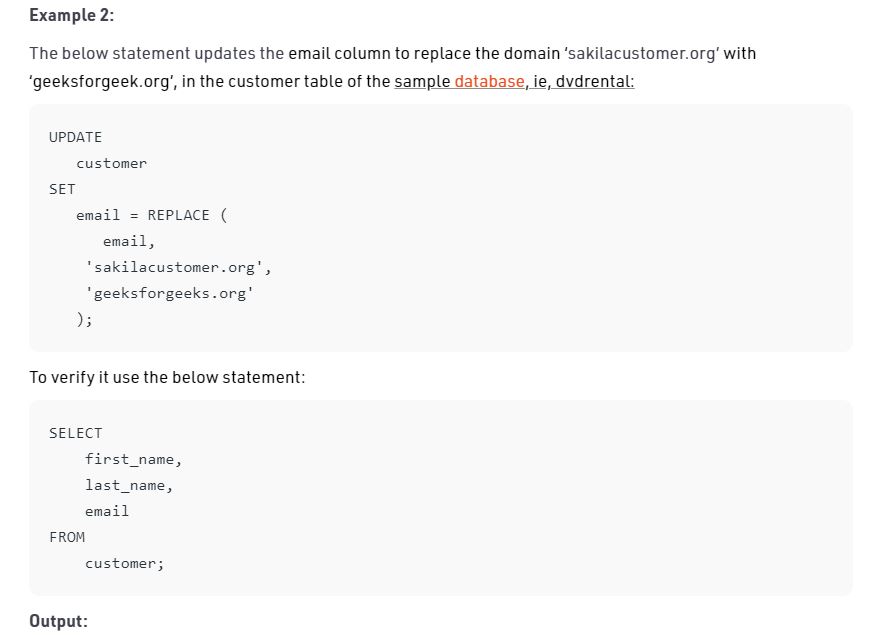 Example 2:
The below statement updates the email column to replace the domain ‘sakilacustomer.org’ with
‘geeksforgeek.org’, in the customer table of the sample database, ie, dvdrental:
UPDATE
customer
SET
email = REPLACE (
email,
'sakilacustomer.org',
'geeksforgeeks.org'
);
To verify it use the below statement:
SELECT
first_name,
last_name,
email
FROM
customer;
Output: